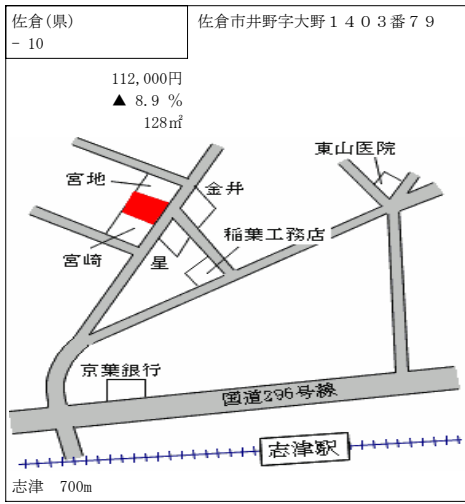 佐倉(県)
- 10
佐倉市井野字大野１４０３番７９
112,000円
▲ 8.9 %
128㎡
東山医院
宮地
金井
稲葉工務店
宮崎
星
京葉銀行
国道296号線
志津駅
志津 700m